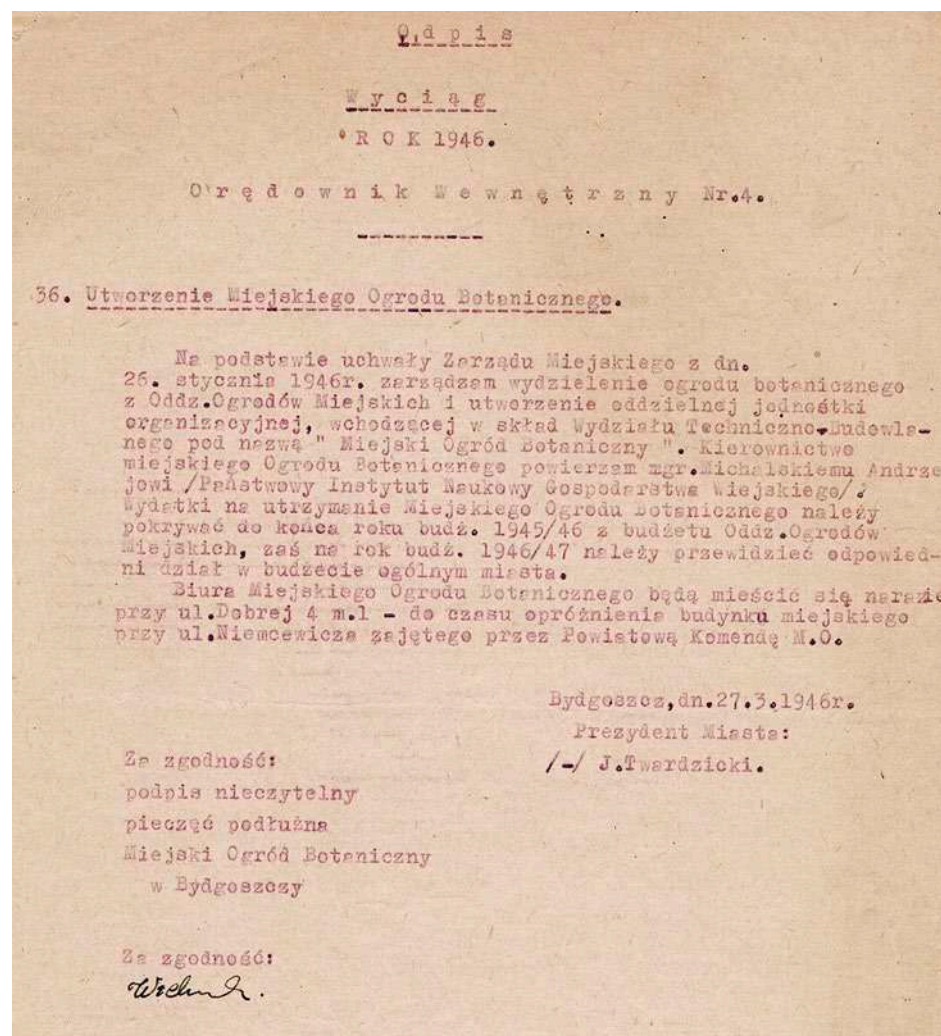 O d p i s
W y c i ą g
R O K 1946.
O r ę d o w n i k W e w n ę t r z n y Nr.4.
----------
36. Utworzenie Miejskiego Ogrodu Botanicznego.
Na podstawie uchwały Zarządu Miejskiego z dn.
26. stycznia 1946r. zarządzam wydzielenie ogrodu botanicznego
z Oddz.Ogrodów Miejskich i utworzenie oddzielnej jednostki
organizacyjnej, wchodzącej w skład Wydziału Techniczno-Budowla-
nego pod nazwą " Miejski Ogród Botaniczny ". Kierownictwo
miejskiego Ogrodu Botanicznego powierzam mgr.Michalskiemu Andrze
jowi /Państwowy Instytut Naukowy Gospodarstwa Wiejskiego/.
Wydatki na utrzymanie Miejskiego Ogrodu Botanicznego należy
pokrywać do końca roku budż. 1945/46 z budżetu Oddz.Ogrodów
Miejskich, zaś na rok budż. 1946/47 należy przewidzieć odpowied-
ni dział w budżecie ogólnym miasta.
Biura Miejskiego Ogrodu Botanicznego będą mieścić się narazie
przy ul.Dobrej 4 m.1 - do czasu opróżnienia budynku miejskiego
przy ul.Niemcewicza zajętego przez Powiatową Komendę M.O.
Bydgoszcz,dn.27.3.1946r.
Prezydent Miasta:
/-/ J.Twardzicki.
Za zgodność:
podpis nieczytelny
pieczęć podłużna
Miejski Ogród Botaniczny
w Bydgoszczy
Za zgodność: